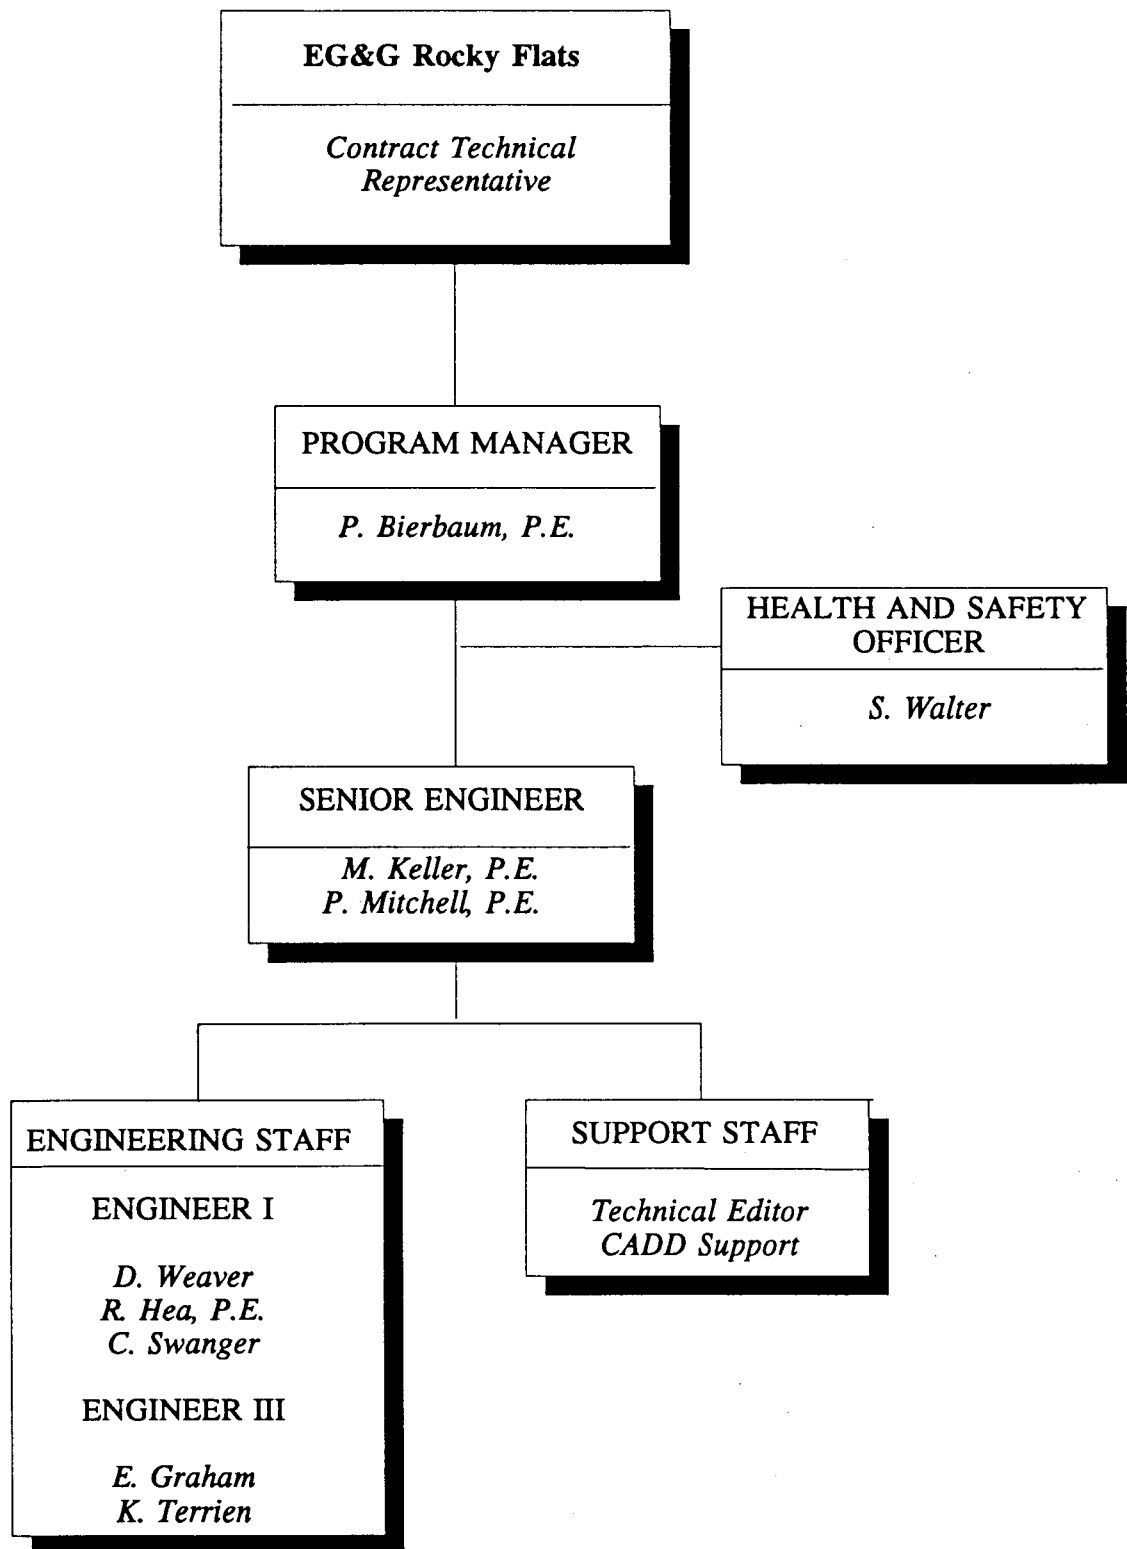 EG&G Rocky Flats
Contract Technical
Representative
PROGRAM MANAGER
P. Bierbaum, P.E.
HEALTH AND SAFETY
OFFICER
S. Walter
SENIOR ENGINEER
M. Keller, P.E.
P. Mitchell, P.E.
ENGINEERING STAFF
ENGINEER I
D. Weaver
R. Hea, P.E.
C. Swanger
ENGINEER III
E. Graham
K. Terrien
SUPPORT STAFF
Technical Editor
CADD Support